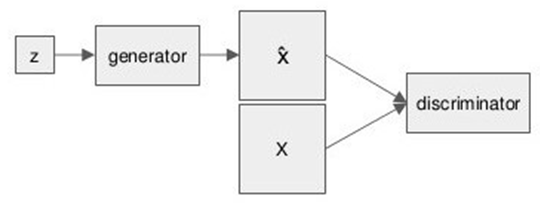 z
generator
x̂
x
discriminator